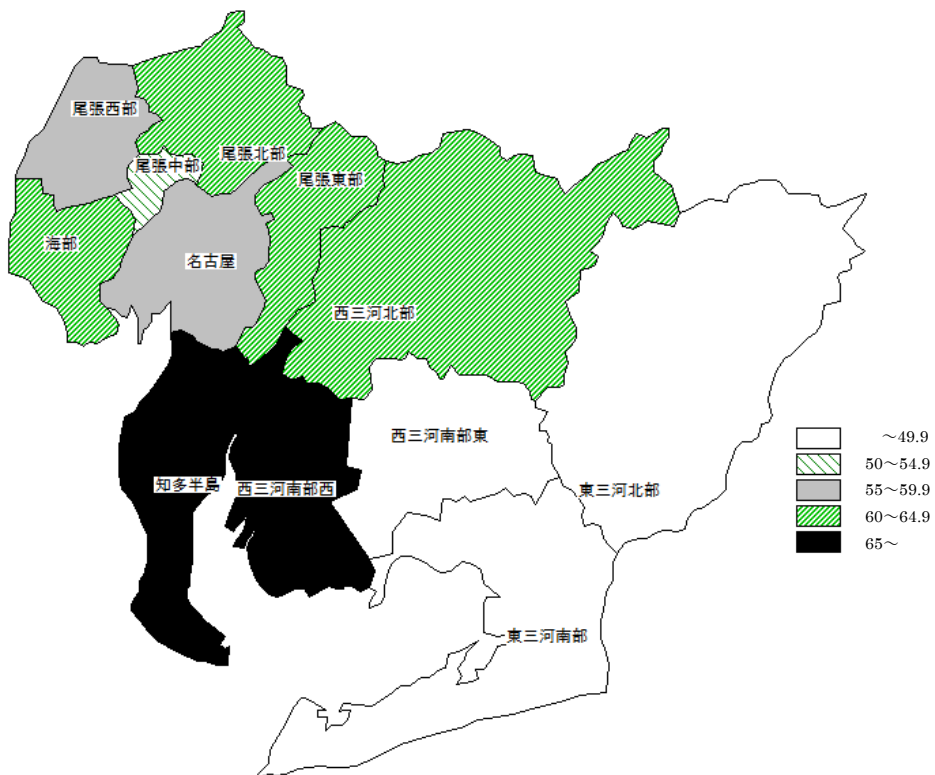 尾張西部
尾張中部
尾張北部
尾張東部
海部
名古屋
西三河北部
西三河南部東
知多半島
西三河南部西
東三河北部
東三河南部
～49.9
50～54.9
55～59.9
60～64.9
65～